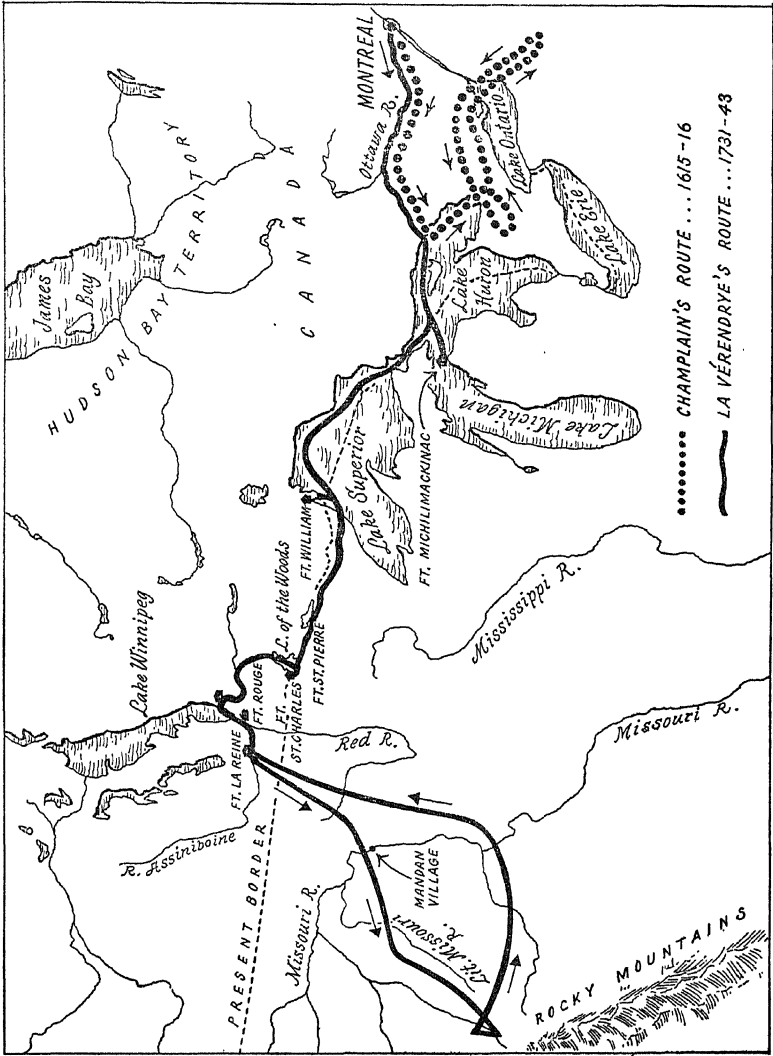 HUDSON BAY TERRITORY
James
Bay
CANADA
MONTREAL
Ottawa R.
Lake Ontario
Lake Erie
Lake
Huron
Lake Michigan
Lake Superior
FT. MICHILIMACKINAC
FT. WILLIAM
L. of the Woods
FT. ST. PIERRE
FT.
ST. CHARLES
FT. ROUGE
Lake Winnipeg
FT. LA REINE
Red R.
R. Assiniboine
PRESENT BORDER
Missouri R.
MANDAN
VILLAGE
Lit. Missouri
R.
Mississippi R.
Missouri R.
ROCKY MOUNTAINS
CHAMPLAIN'S ROUTE ... 1615-16
LA VÉRENDRYE'S ROUTE ... 1731-43